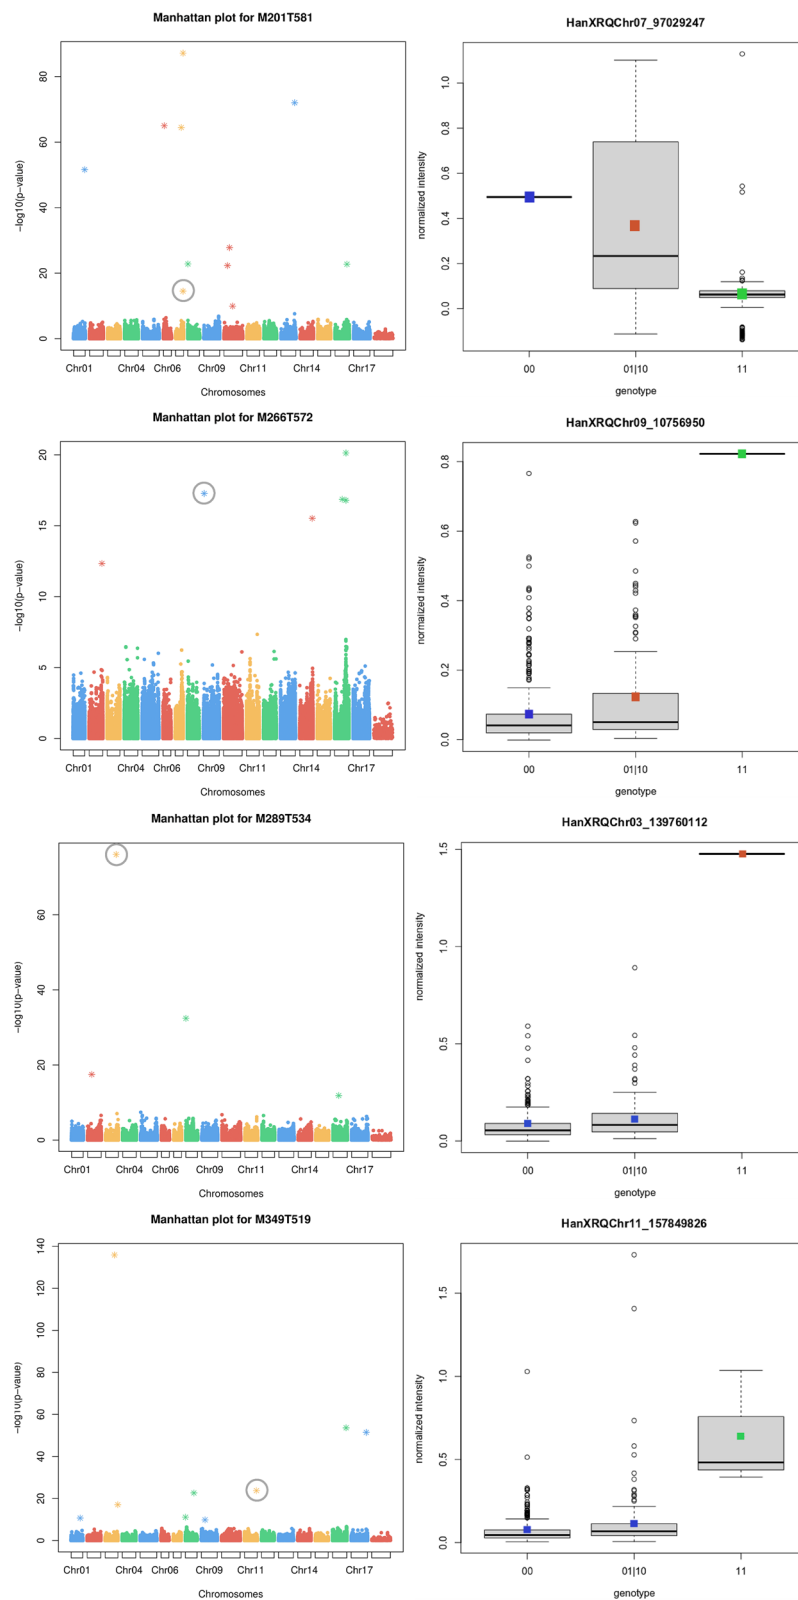 Manhattan plot for M201T581
HanXRQChr07_97029247
−log10(p−value)
0 20 40 60 80
Chr01 Chr04 Chr06 Chr09 Chr11 Chr14 Chr17
Chromosomes
normalized intensity
0.0 0.2 0.4 0.6 0.8 1.0
00 01|10 11
genotype
Manhattan plot for M266T572
HanXRQChr09_10756950
−log10(p−value)
0 5 10 15 20
Chr01 Chr04 Chr06 Chr09 Chr11 Chr14 Chr17
Chromosomes
normalized intensity
0.0 0.2 0.4 0.6 0.8
00 01|10 11
genotype
Manhattan plot for M289T534
HanXRQChr03_139760112
−log10(p−value)
0 20 40 60
Chr01 Chr04 Chr06 Chr09 Chr11 Chr14 Chr17
Chromosomes
normalized intensity
0.0 0.5 1.0 1.5
00 01|10 11
genotype
Manhattan plot for M349T519
HanXRQChr11_157849826
−log10(p−value)
0 20 40 60 80 100 120 140
Chr01 Chr04 Chr06 Chr09 Chr11 Chr14 Chr17
Chromosomes
normalized intensity
0.0 0.5 1.0 1.5
00 01|10 11
genotype